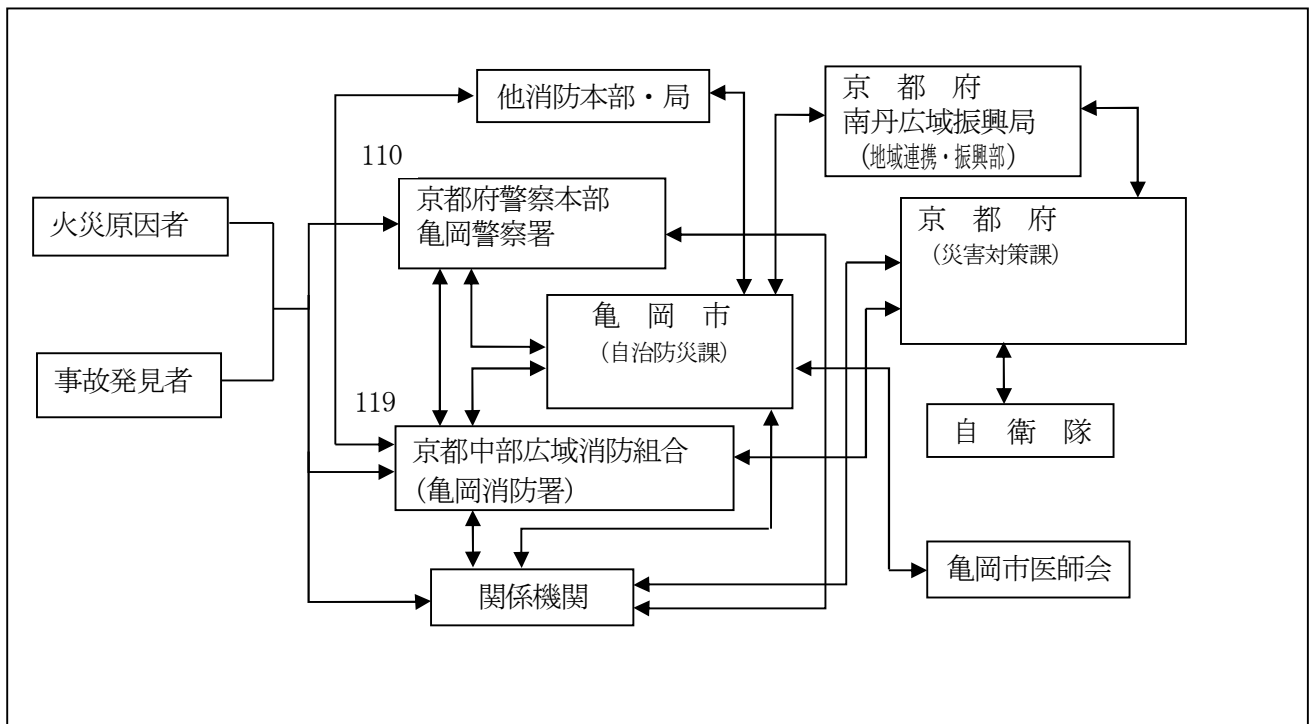 他消防本部・局
京　都　府
南丹広域振興局
（地域連携・振興部）
110
火災原因者
京都府警察本部
亀岡警察署
京　都　府
（災害対策課）
亀　岡　市
（自治防災課）
事故発見者
119
京都中部広域消防組合
（亀岡消防署）
自　衛　隊
亀岡市医師会
関係機関